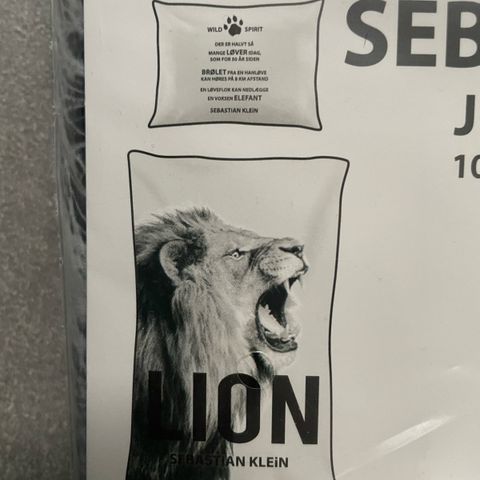 WILD SPIRIT
DER ER HALVT SÅ
MANGE LØVER IDAG,
SOM FOR 50 ÅR SIDEN
BRØLET FRA EN HANLØVE
KAN HØRES PÅ 8 KM AFSTAND
EN LØVEFLOK KAN NEDLÆGGE
EN VOKSEN ELEFANT
SEBASTIAN KLEIN
SEB
J
10
LION
SEBASTIAN KLEiN